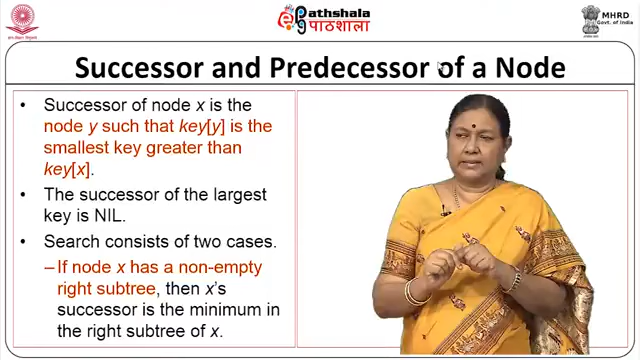 Pathshala
पाठशाला
MHRD
Govt. of India
Successor and Predecessor of a Node
• Successor of node x is the
node y such that key[y] is the
smallest key greater than
key[x].
• The successor of the largest
key is NIL.
• Search consists of two cases.
–If node x has a non-empty
right subtree, then x's
successor is the minimum in
the right subtree of x.